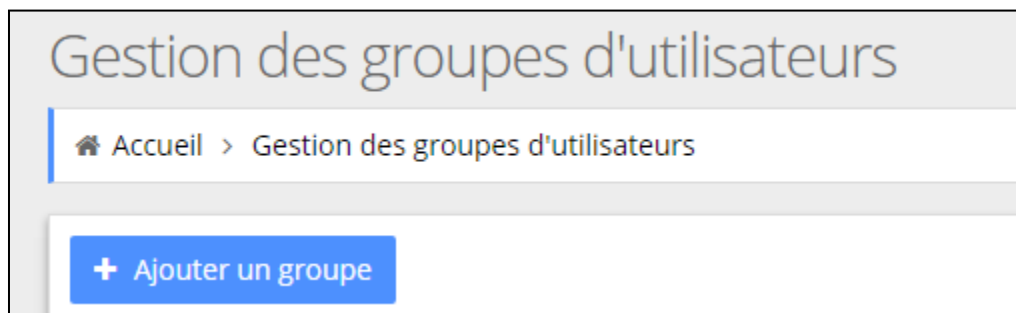 Gestion des groupes d'utilisateurs
Accueil > Gestion des groupes d'utilisateurs
+ Ajouter un groupe